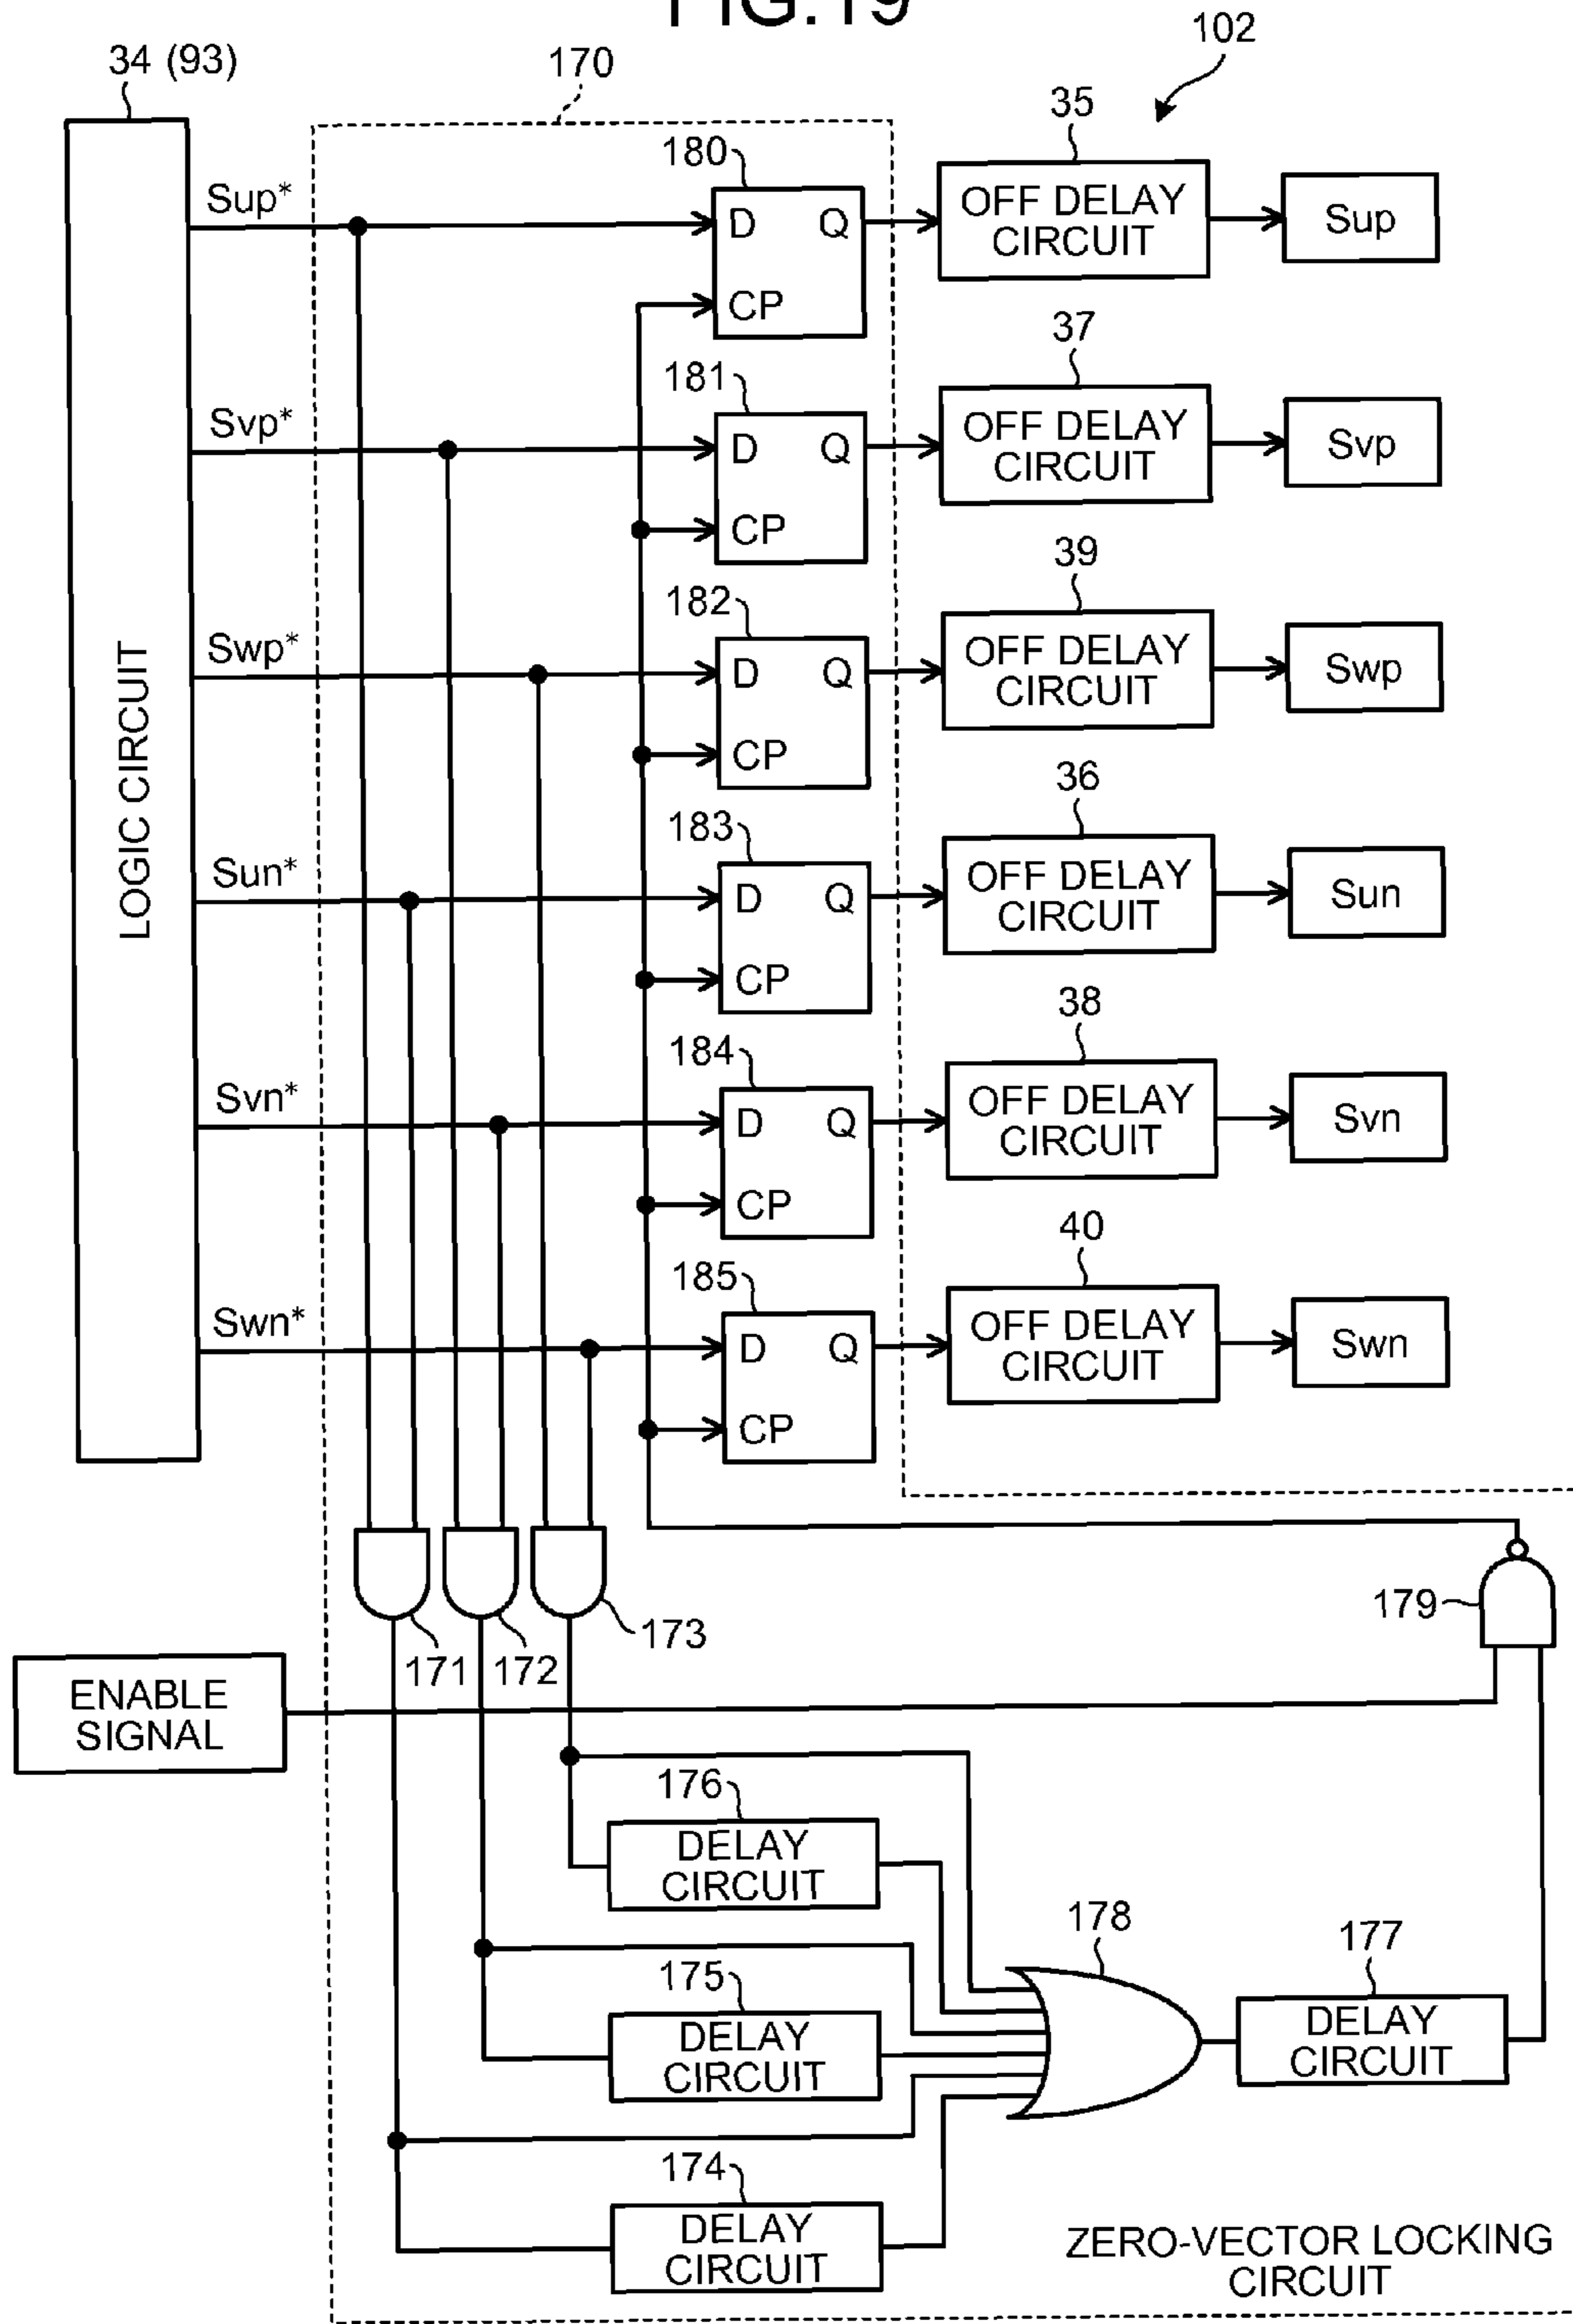 FIG.19
102
34 (93)
170
LOGIC CIRCUIT
Sup*
180
D Q
CP
35
OFF DELAY
CIRCUIT
Sup
Svp*
181
D Q
CP
37
OFF DELAY
CIRCUIT
Svp
Swp*
182
D Q
CP
39
OFF DELAY
CIRCUIT
Swp
Sun*
183
D Q
CP
36
OFF DELAY
CIRCUIT
Sun
Svn*
184
D Q
CP
38
OFF DELAY
CIRCUIT
Svn
Swn*
185
D Q
CP
40
OFF DELAY
CIRCUIT
Swn
171
172
173
179
ENABLE
SIGNAL
176
DELAY
CIRCUIT
175
DELAY
CIRCUIT
174
DELAY
CIRCUIT
178
177
DELAY
CIRCUIT
ZERO-VECTOR LOCKING
CIRCUIT